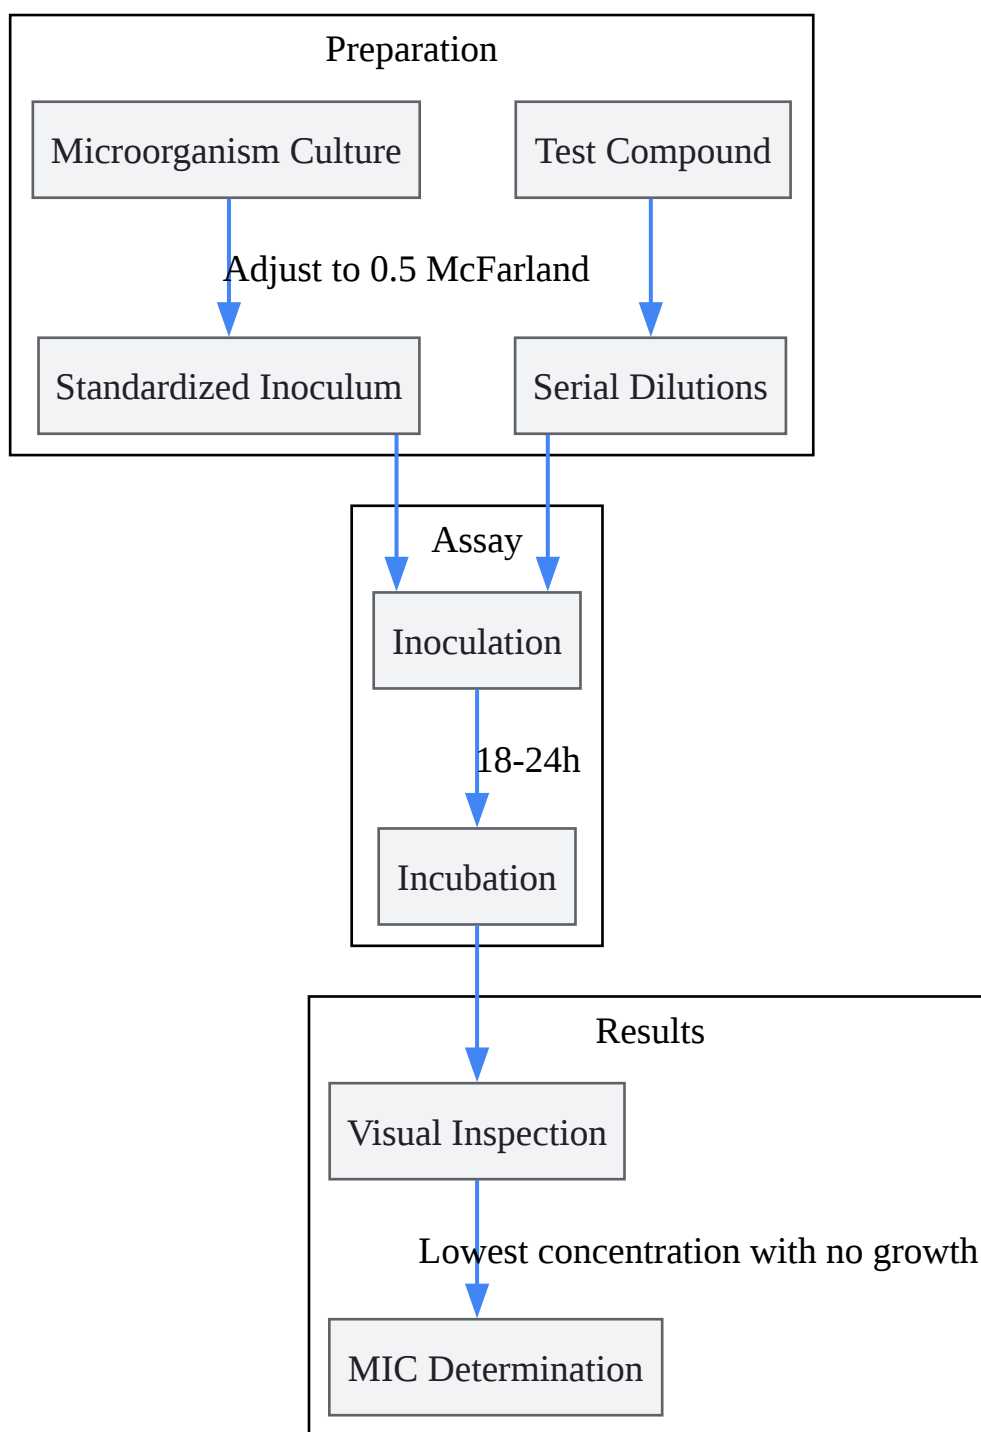 Preparation
Microorganism Culture
Test Compound
Adjust to 0.5 McFarland
Standardized Inoculum
Serial Dilutions
Assay
Inoculation
18-24h
Incubation
Results
Visual Inspection
Lowest concentration with no growth
MIC Determination